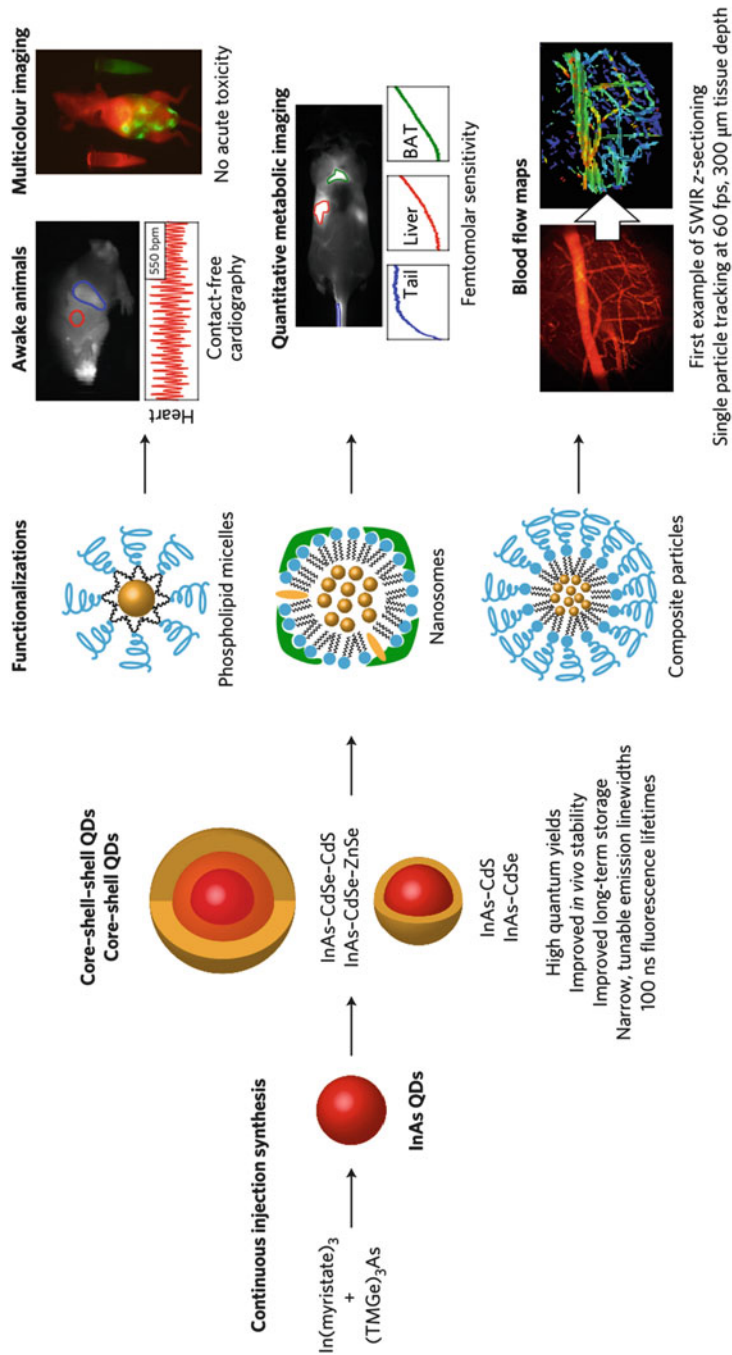 Continuous injection synthesis
In(myristate)3
+
(TMGe)3As
InAs QDs
Core–shell–shell QDs
Core–shell QDs
InAs–CdSe–CdS
InAs–CdSe–ZnSe
InAs–CdS
InAs–CdSe
High quantum yields
Improved in vivo stability
Improved long-term storage
Narrow, tunable emission linewidths
100 ns fluorescence lifetimes
Functionalizations
Phospholipid micelles
Nanosomes
Composite particles
Awake animals
Heart
550 bpm
Contact-free
cardiography
Multicolour imaging
No acute toxicity
Quantitative metabolic imaging
Tail
Liver
BAT
Femtomolar sensitivity
Blood flow maps
First example of SWIR z-sectioning
Single particle tracking at 60 fps, 300 μm tissue depth